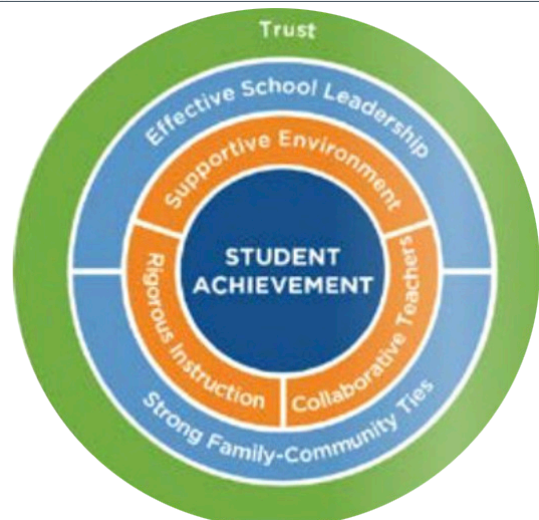 Trust
Effective School Leadership
Supportive Environment
STUDENT
ACHIEVEMENT
Rigorous Instruction
Collaborative Teachers
Strong Family-Community Ties